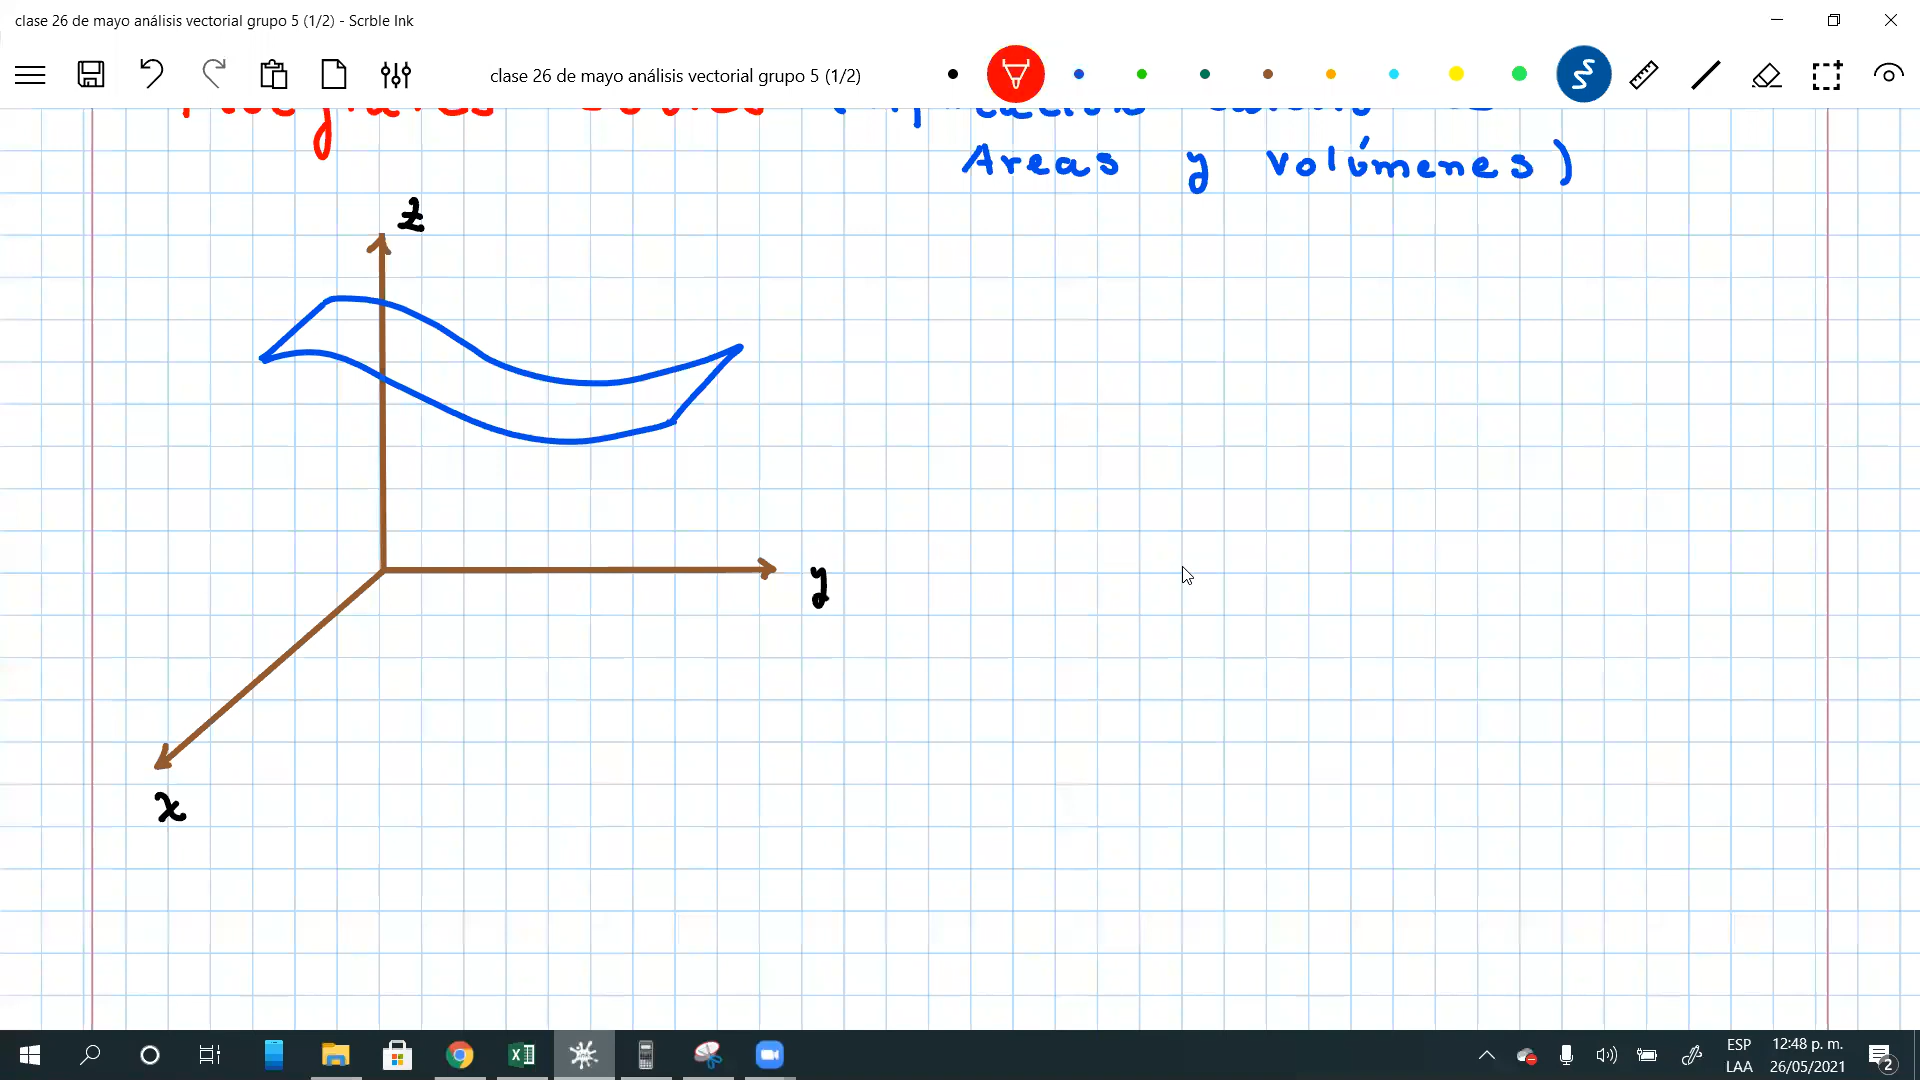 clase 26 de mayo análisis vectorial grupo 5 (1/2) - Scrble Ink
clase 26 de mayo análisis vectorial grupo 5 (1/2)
Areas y volúmenes)
z
y
x
ESP
LAA
12:48 p. m.
26/05/2021
2